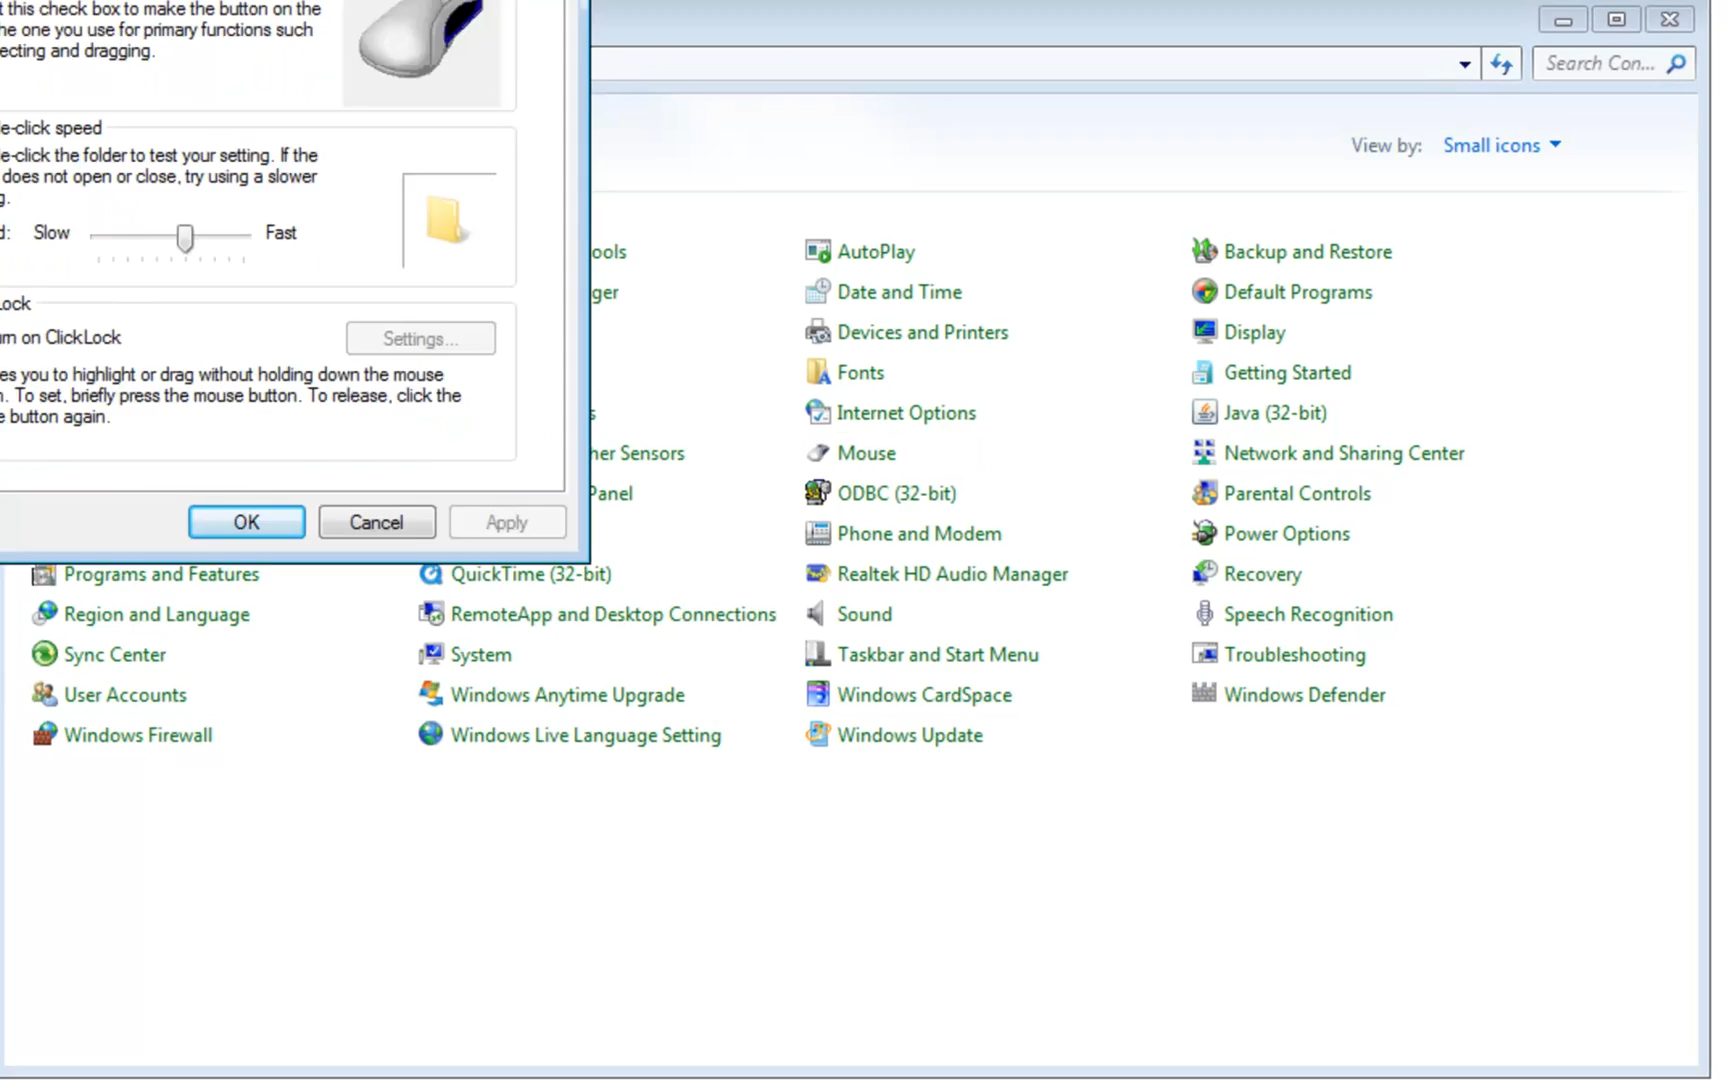 t this check box to make the button on the
he one you use for primary functions such
ecting and dragging.
Search Con...
View by: Small icons
e-click speed
e-click the folder to test your setting. If the
does not open or close, try using a slower
g.
d: Slow Fast
ock
rn on ClickLock
Settings...
es you to highlight or drag without holding down the mouse
n. To set, briefly press the mouse button. To release, click the
e button again.
OK Cancel Apply
ools AutoPlay Backup and Restore
ger Date and Time Default Programs
Devices and Printers Display
Fonts Getting Started
s Internet Options Java (32-bit)
her Sensors Mouse Network and Sharing Center
Panel ODBC (32-bit) Parental Controls
Phone and Modem Power Options
Programs and Features QuickTime (32-bit) Realtek HD Audio Manager Recovery
Region and Language RemoteApp and Desktop Connections Sound Speech Recognition
Sync Center System Taskbar and Start Menu Troubleshooting
User Accounts Windows Anytime Upgrade Windows CardSpace Windows Defender
Windows Firewall Windows Live Language Setting Windows Update